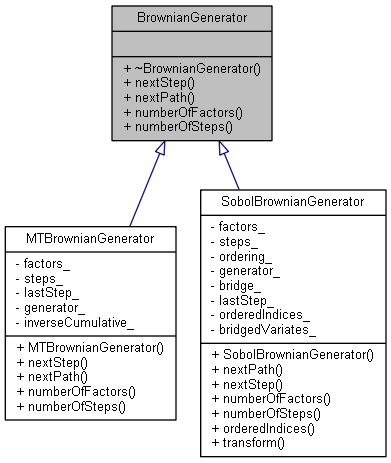 BrownianGenerator
+ ~BrownianGenerator()
+ nextStep()
+ nextPath()
+ numberOfFactors()
+ numberOfSteps()
MTBrownianGenerator
- factors_
- steps_
- lastStep_
- generator_
- inverseCumulative_
+ MTBrownianGenerator()
+ nextStep()
+ nextPath()
+ numberOfFactors()
+ numberOfSteps()
SobolBrownianGenerator
- factors_
- steps_
- ordering_
- generator_
- bridge_
- lastStep_
- orderedIndices_
- bridgedVariates_
+ SobolBrownianGenerator()
+ nextPath()
+ nextStep()
+ numberOfFactors()
+ numberOfSteps()
+ orderedIndices()
+ transform()